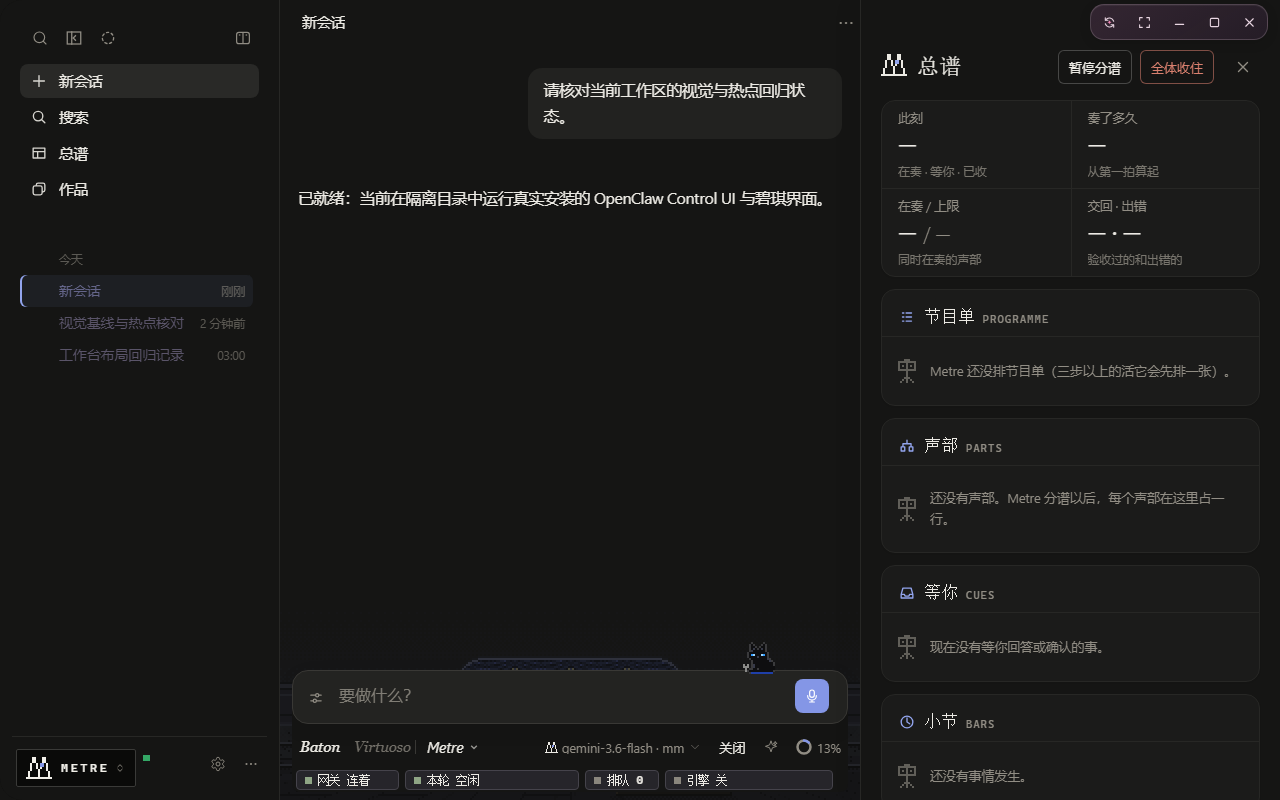 新会话
搜索
总谱
作品
今天
新会话 刚刚
视觉基线与热点核对 2 分钟前
工作台布局回归记录 03:00
METRE
新会话
请核对当前工作区的视觉与热点回归状
态。
已就绪：当前在隔离目录中运行真实安装的 OpenClaw Control UI 与碧琪界面。
要做什么？
Baton Virtuoso Metre gemini-3.6-flash · mm 关闭 13%
网关 连着 本轮 空闲 排队 0 引擎 关
总谱 暂停分谱 全体收住
此刻
—
在奏 · 等你 · 已收
奏了多久
—
从第一拍算起
在奏 / 上限
— / —
同时在奏的声部
交回 · 出错
— · —
验收过的和出错的
节目单 PROGRAMME
Metre 还没排节目单（三步以上的活它会先排一张）。
声部 PARTS
还没有声部。Metre 分谱以后，每个声部在这里占一
行。
等你 CUES
现在没有等你回答或确认的事。
小节 BARS
还没有事情发生。